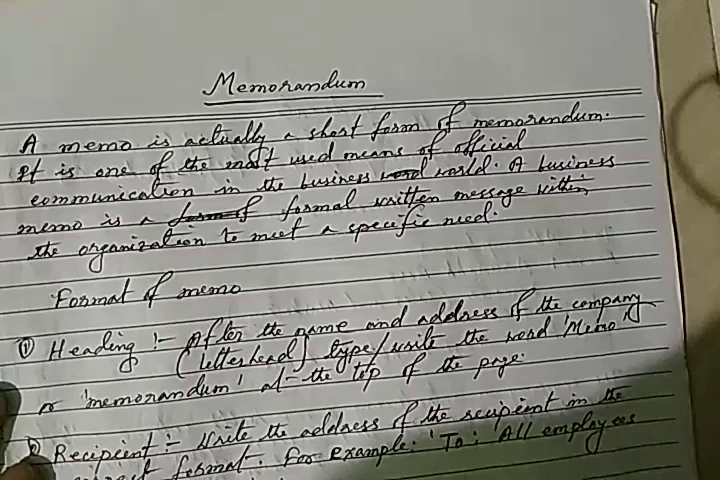 Memorandum
A memo is actually a short form of memorandum.
It is one of the most used means of official
communication in the business world. A business
memo is a formal written message within
the organization to meet a specific need.
Format of memo
① Heading :- After the name and address of the company
(letterhead) type/write the word 'Memo'
or 'memorandum' at the top of the page.
Recipient :- Write the address of the recipient in the
format. For example: 'To: All employees